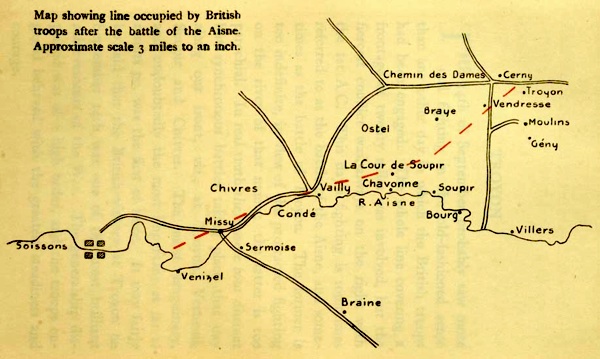 Map showing line occupied by British
troops after the battle of the Aisne.
Approximate scale 3 miles to an inch.
Chemin des Dames
Cerny
Troyon
Vendresse
Braye
Moulins
Ostel
Gény
La Cour de Soupir
Chivres
Vailly
Chavonne
Soupir
R. Aisne
Condé
Bourg
Missy
Villers
Soissons
Sermoise
Venizel
Braine